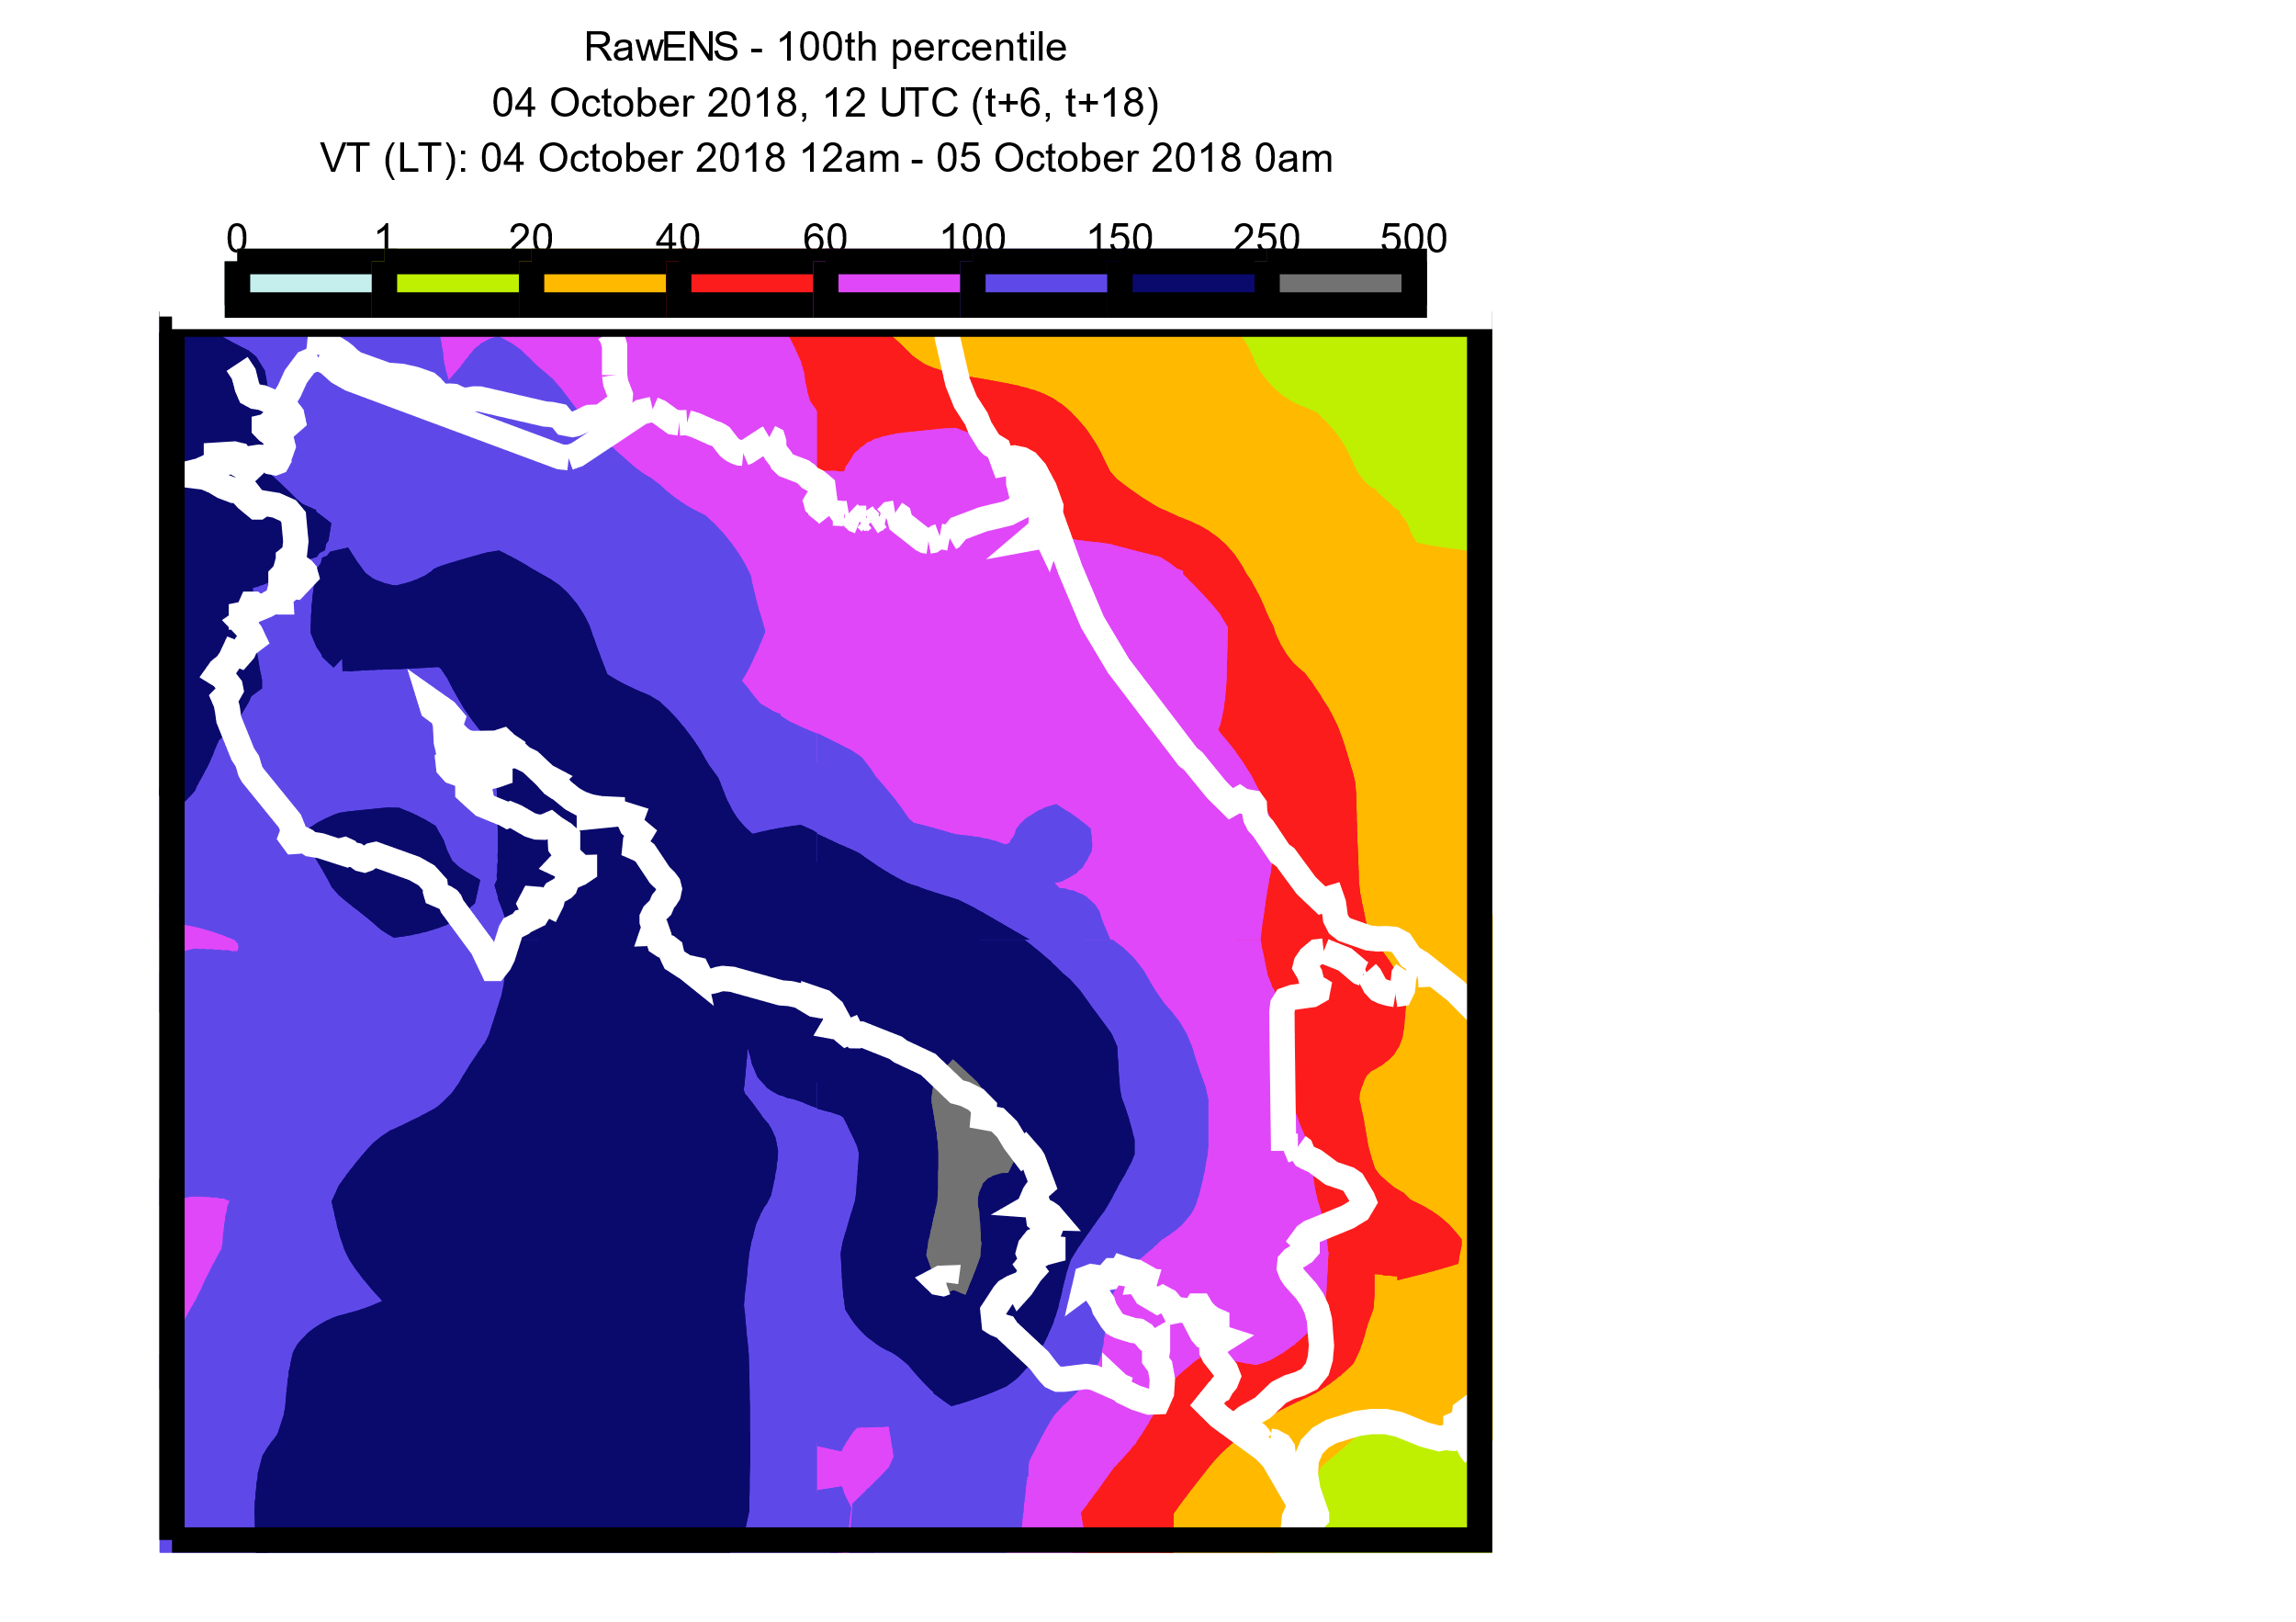 RawENS - 100th percentile
04 October 2018, 12 UTC (t+6, t+18)
VT (LT): 04 October 2018 12am - 05 October 2018 0am
0 1 20 40 60 100 150 250 500